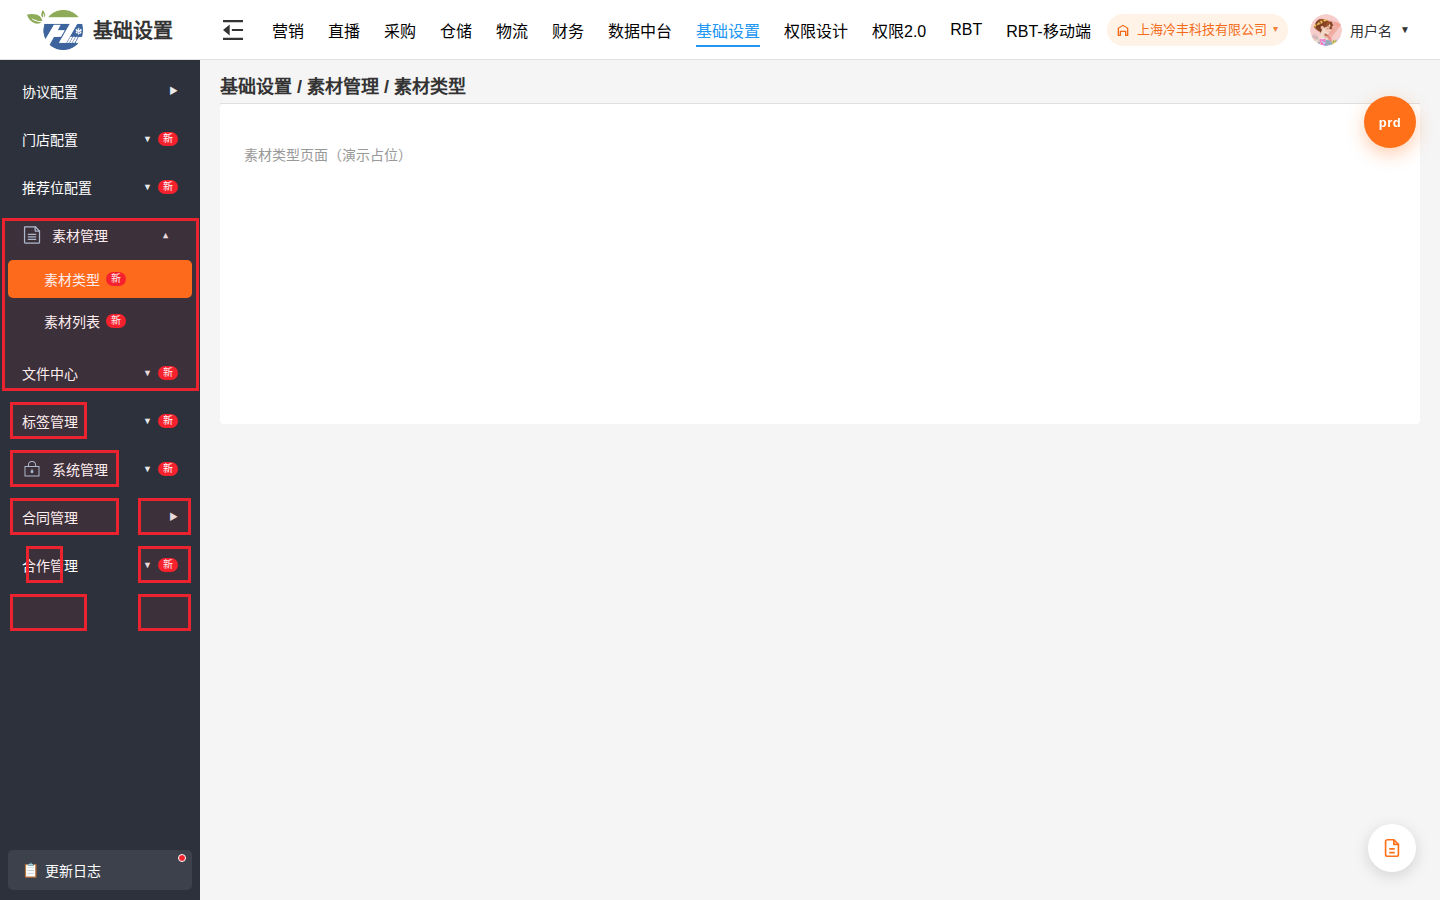 基础设置
营销 直播 采购 仓储 物流 财务 数据中台 基础设置 权限设计 权限2.0 RBT RBT-移动端
上海冷丰科技有限公司
用户名
协议配置
门店配置 新
推荐位配置 新
素材管理
素材类型 新
素材列表 新
文件中心 新
标签管理 新
系统管理 新
合同管理
合作管理 新
更新日志
基础设置 / 素材管理 / 素材类型
素材类型页面（演示占位）
prd